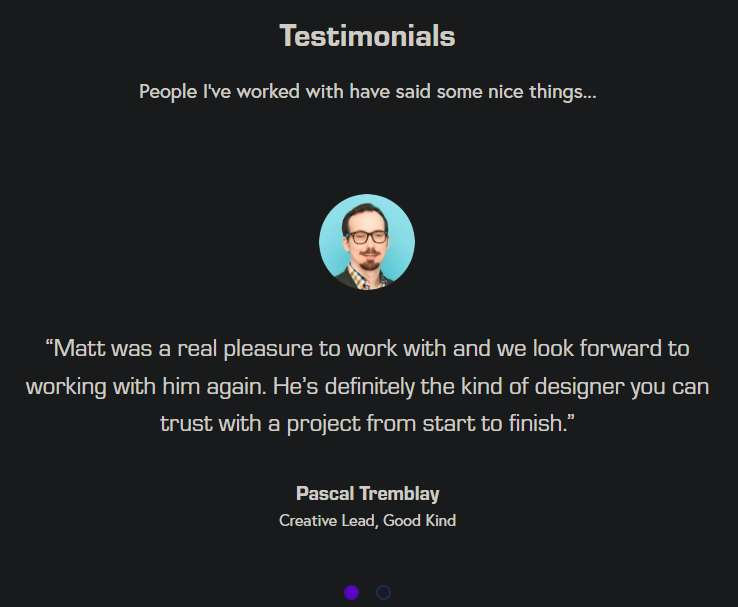 Testimonials
People I've worked with have said some nice things...
“Matt was a real pleasure to work with and we look forward to
working with him again. He’s definitely the kind of designer you can
trust with a project from start to finish.”
Pascal Tremblay
Creative Lead, Good Kind